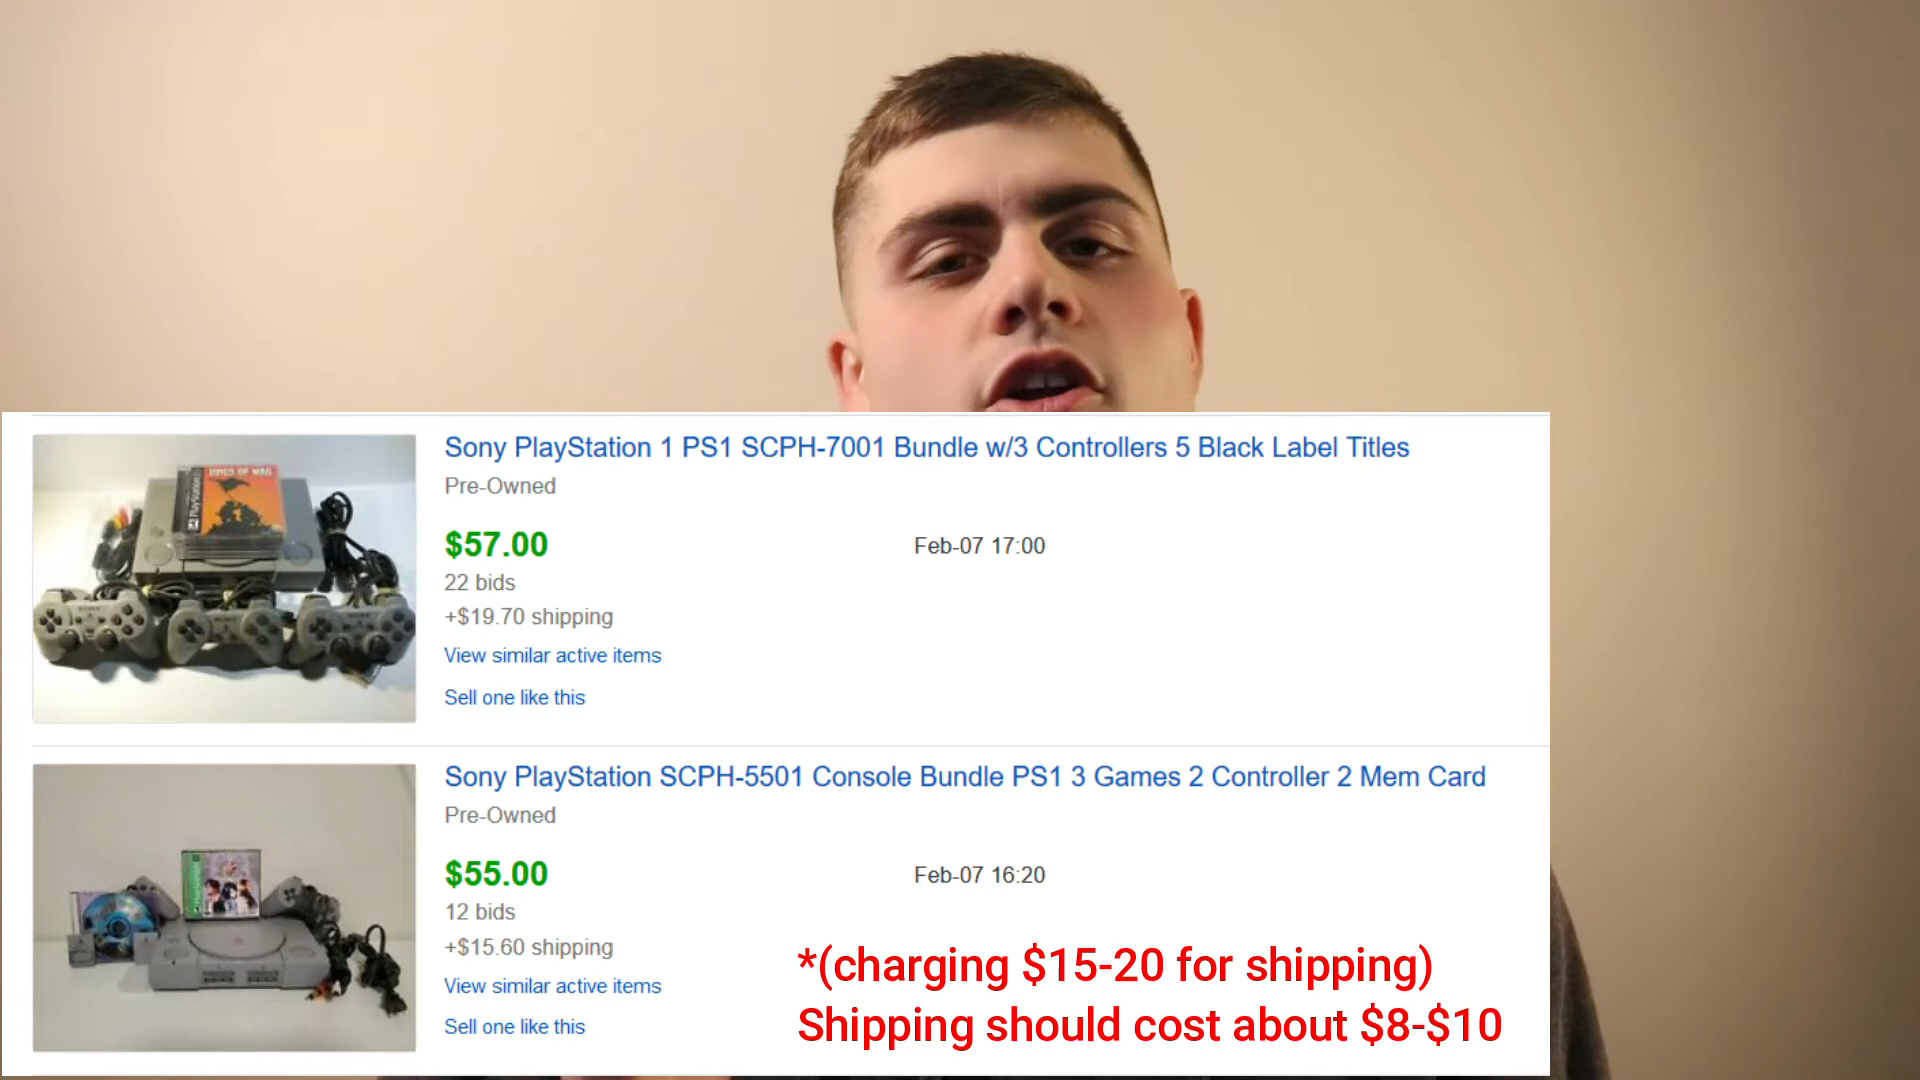 Sony PlayStation 1 PS1 SCPH-7001 Bundle w/3 Controllers 5 Black Label Titles
Pre-Owned
$57.00
Feb-07 17:00
22 bids
+$19.70 shipping
View similar active items
Sell one like this
PlayStation
Sony PlayStation SCPH-5501 Console Bundle PS1 3 Games 2 Controller 2 Mem Card
Pre-Owned
$55.00
Feb-07 16:20
12 bids
+$15.60 shipping
View similar active items
Sell one like this
*(charging $15-20 for shipping)
Shipping should cost about $8-$10